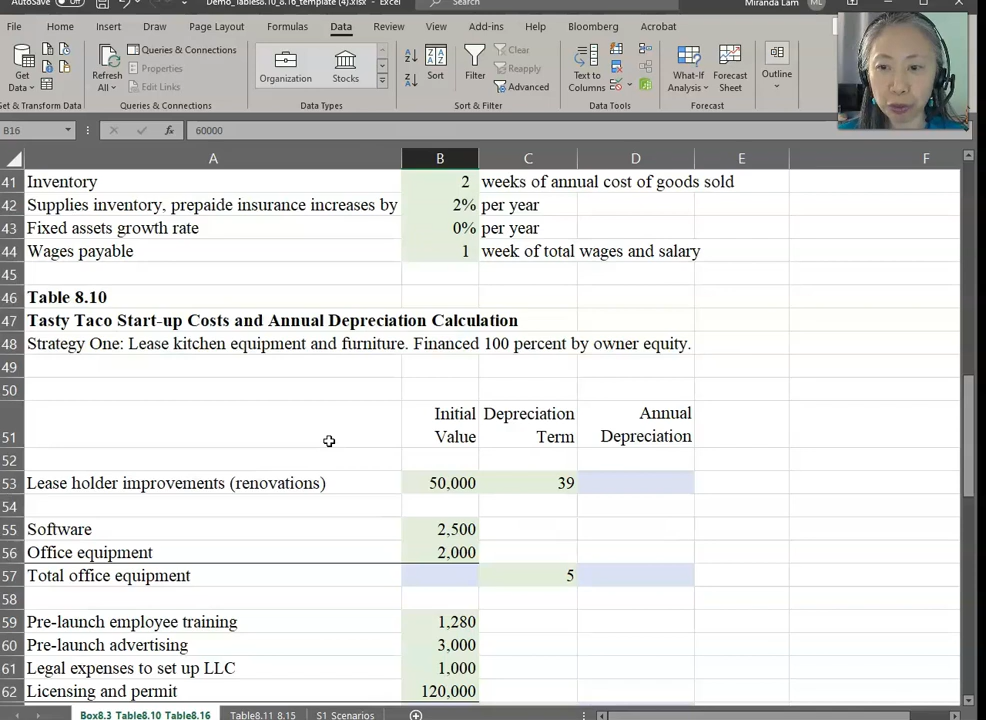 AutoSave Off Demo_Tables8.10_8.16_template (4).xlsx - Excel Search Miranda Lam ML
File Home Insert Draw Page Layout Formulas Data Review View Add-ins Help Bloomberg Acrobat
Get Data Refresh All Queries & Connections Properties Edit Links Organization Stocks Sort Filter Clear Reapply Advanced Text to Columns What-If Analysis Forecast Sheet Outline
Get & Transform Data Queries & Connections Data Types Sort & Filter Data Tools Forecast
B16 fx 60000
A B C D E F
41 Inventory 2 weeks of annual cost of goods sold
42 Supplies inventory, prepaide insurance increases by 2% per year
43 Fixed assets growth rate 0% per year
44 Wages payable 1 week of total wages and salary
45
46 Table 8.10
47 Tasty Taco Start-up Costs and Annual Depreciation Calculation
48 Strategy One: Lease kitchen equipment and furniture. Financed 100 percent by owner equity.
49
50
Initial Depreciation Annual
51 Value Term Depreciation
52
53 Lease holder improvements (renovations) 50,000 39
54
55 Software 2,500
56 Office equipment 2,000
57 Total office equipment 5
58
59 Pre-launch employee training 1,280
60 Pre-launch advertising 3,000
61 Legal expenses to set up LLC 1,000
62 Licensing and permit 120,000
Box8.3_Table8.10_Table8.16 Table8.11_8.15 S1 Scenarios